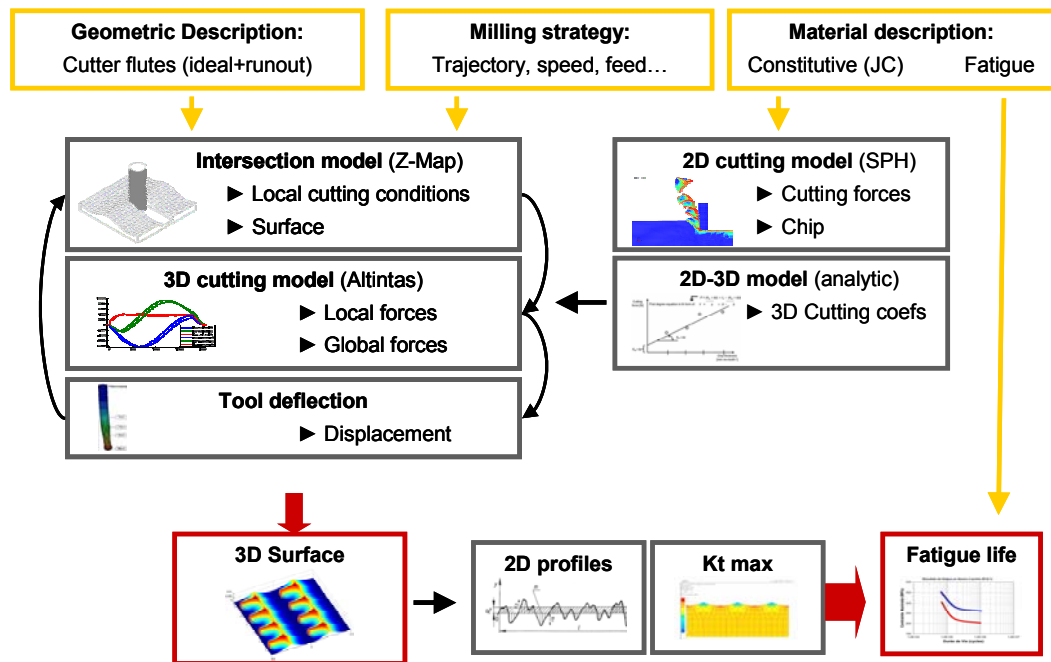 Geometric Description:
Cutter flutes (ideal+runout)
Milling strategy:
Trajectory, speed, feed…
Material description:
Constitutive (JC) Fatigue
Intersection model (Z-Map)
► Local cutting conditions
► Surface
2D cutting model (SPH)
► Cutting forces
► Chip
3D cutting model (Altintas)
► Local forces
► Global forces
2D-3D model (analytic)
► 3D Cutting coefs
Tool deflection
► Displacement
3D Surface
2D profiles
Kt max
Fatigue life